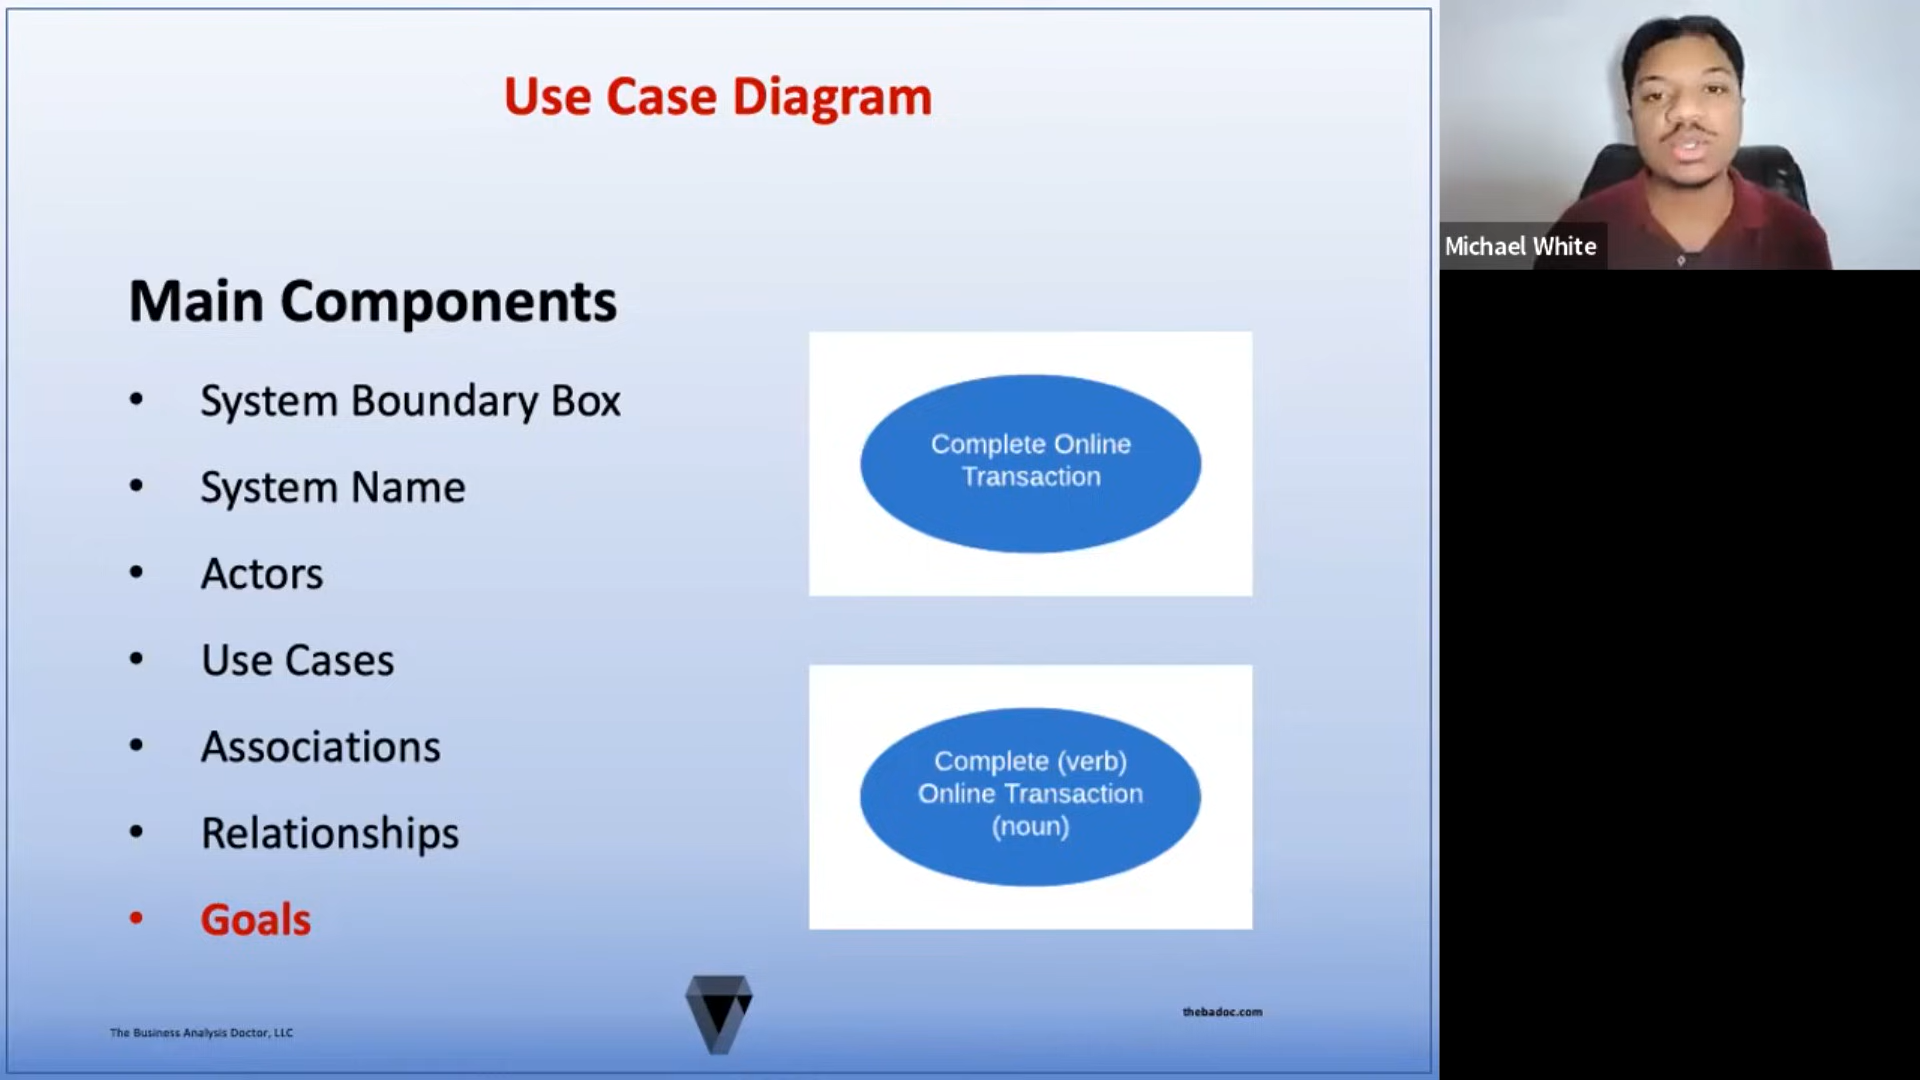 Use Case Diagram
Michael White
Main Components
• System Boundary Box
• System Name
• Actors
• Use Cases
• Associations
• Relationships
• Goals
Complete Online
Transaction
Complete (verb)
Online Transaction
(noun)
The Business Analysis Doctor, LLC
thebadoc.com